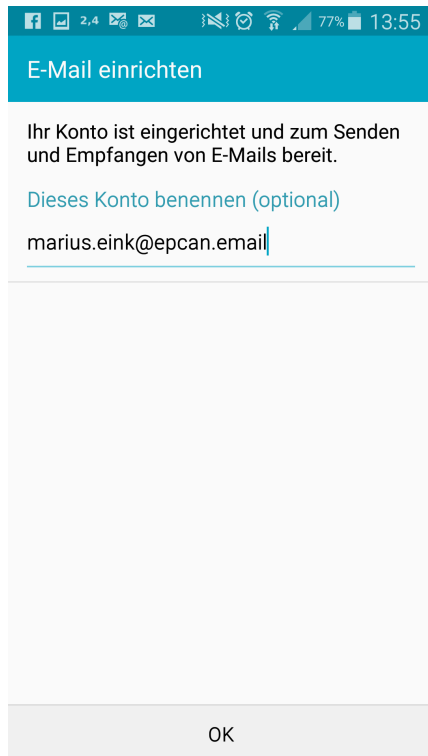 2,4 77% 13:55
E-Mail einrichten
Ihr Konto ist eingerichtet und zum Senden
und Empfangen von E-Mails bereit.
Dieses Konto benennen (optional)
marius.eink@epcan.email
OK